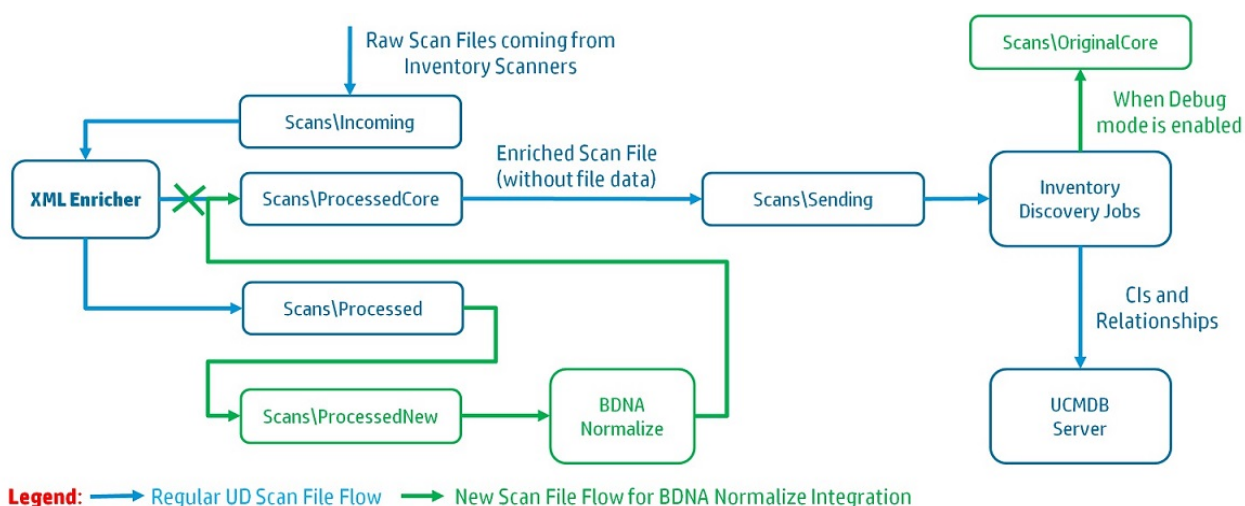 Raw Scan Files coming from
Inventory Scanners
Scans\OriginalCore
When Debug
mode is enabled
Scans\Incoming
Enriched Scan File
(without file data)
XML Enricher
Scans\ProcessedCore
Scans\Sending
Inventory
Discovery Jobs
Scans\Processed
CIs and
Relationships
Scans\ProcessedNew
BDNA
Normalize
UCMDB
Server
Legend: Regular UD Scan File Flow New Scan File Flow for BDNA Normalize Integration